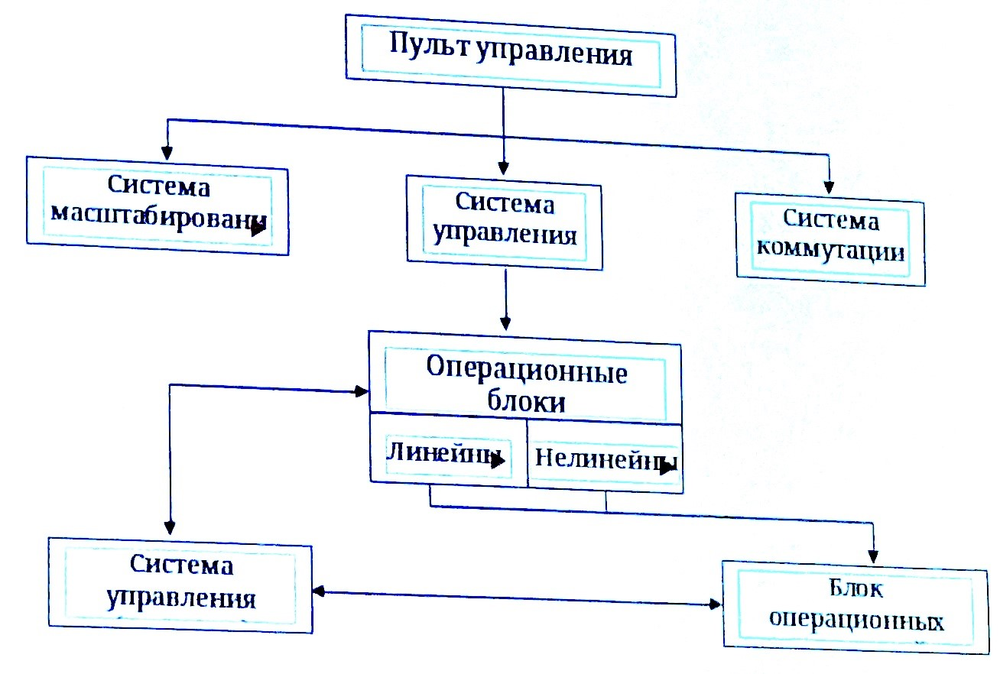 Пульт управления
Система
масштабировани
Система
управления
Система
коммутации
Операционные
блоки
Линейны
Нелинейны
Система
управления
Блок
операционных